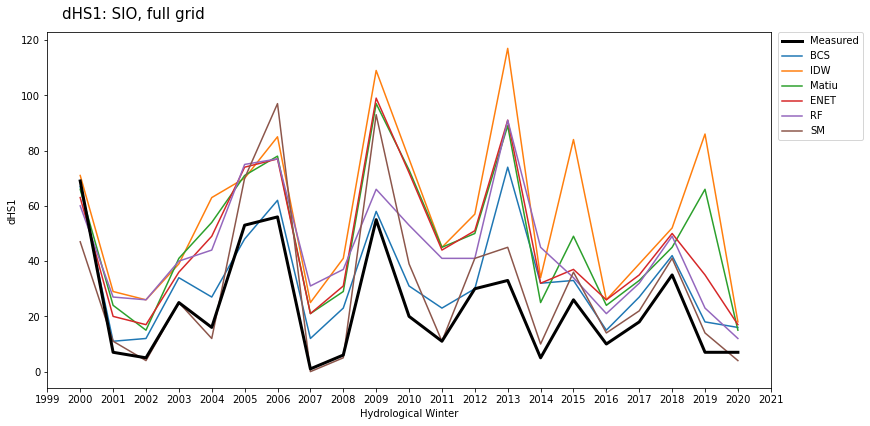 dHS1: SIO, full grid
120
100
80
60
40
20
0
dHS1
1999 2000 2001 2002 2003 2004 2005 2006 2007 2008 2009 2010 2011 2012 2013 2014 2015 2016 2017 2018 2019 2020 2021
Hydrological Winter
Measured
BCS
IDW
Matiu
ENET
RF
SM